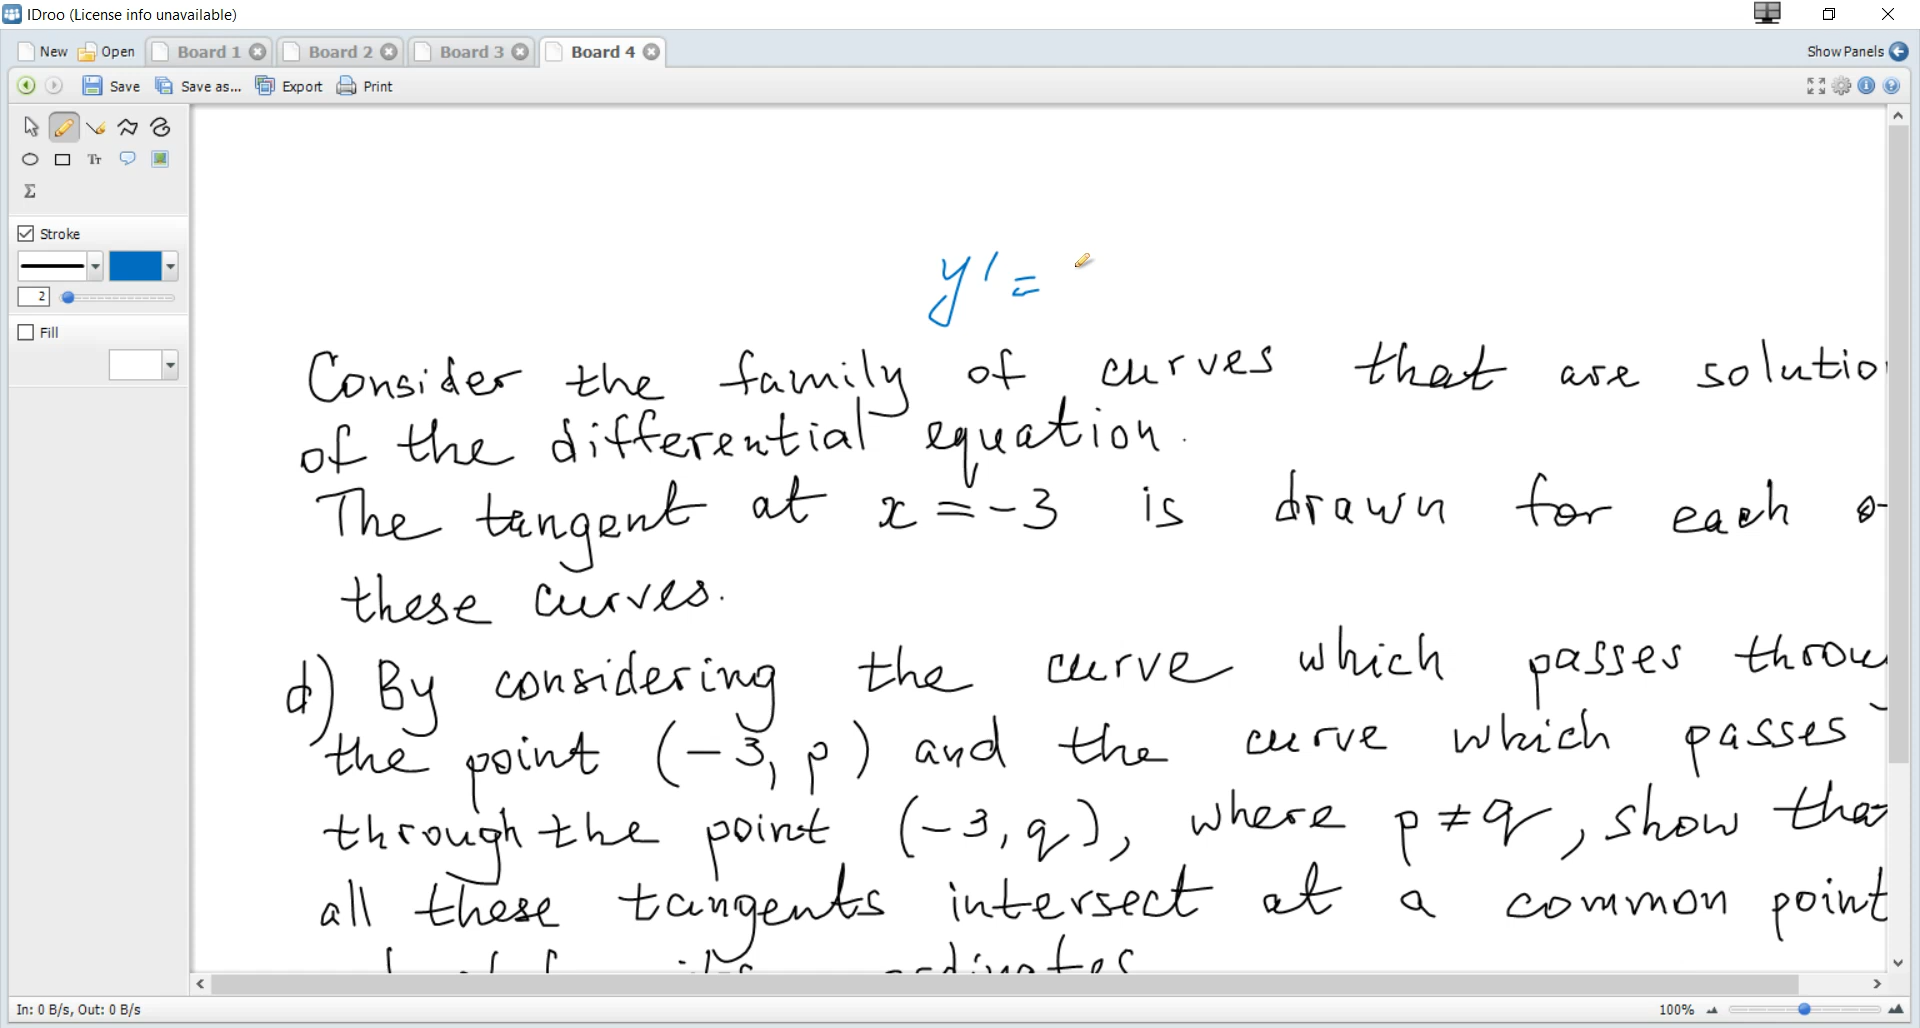 IDroo (License info unavailable)
New Open Board 1 Board 2 Board 3 Board 4 Show Panels
Save Save as... Export Print
Tт
Σ
Stroke
2
Fill
y' =
Consider the family of curves that are solutio
of the differential equation.
The tangent at x = -3 is drawn for each o
these curves.
d) By considering the curve which passes throu
the point (-3, p) and the curve which passes
through the point (-3, q), where p ≠ q, show tha
all these tangents intersect at a common point
In: 0 B/s, Out: 0 B/s 100%